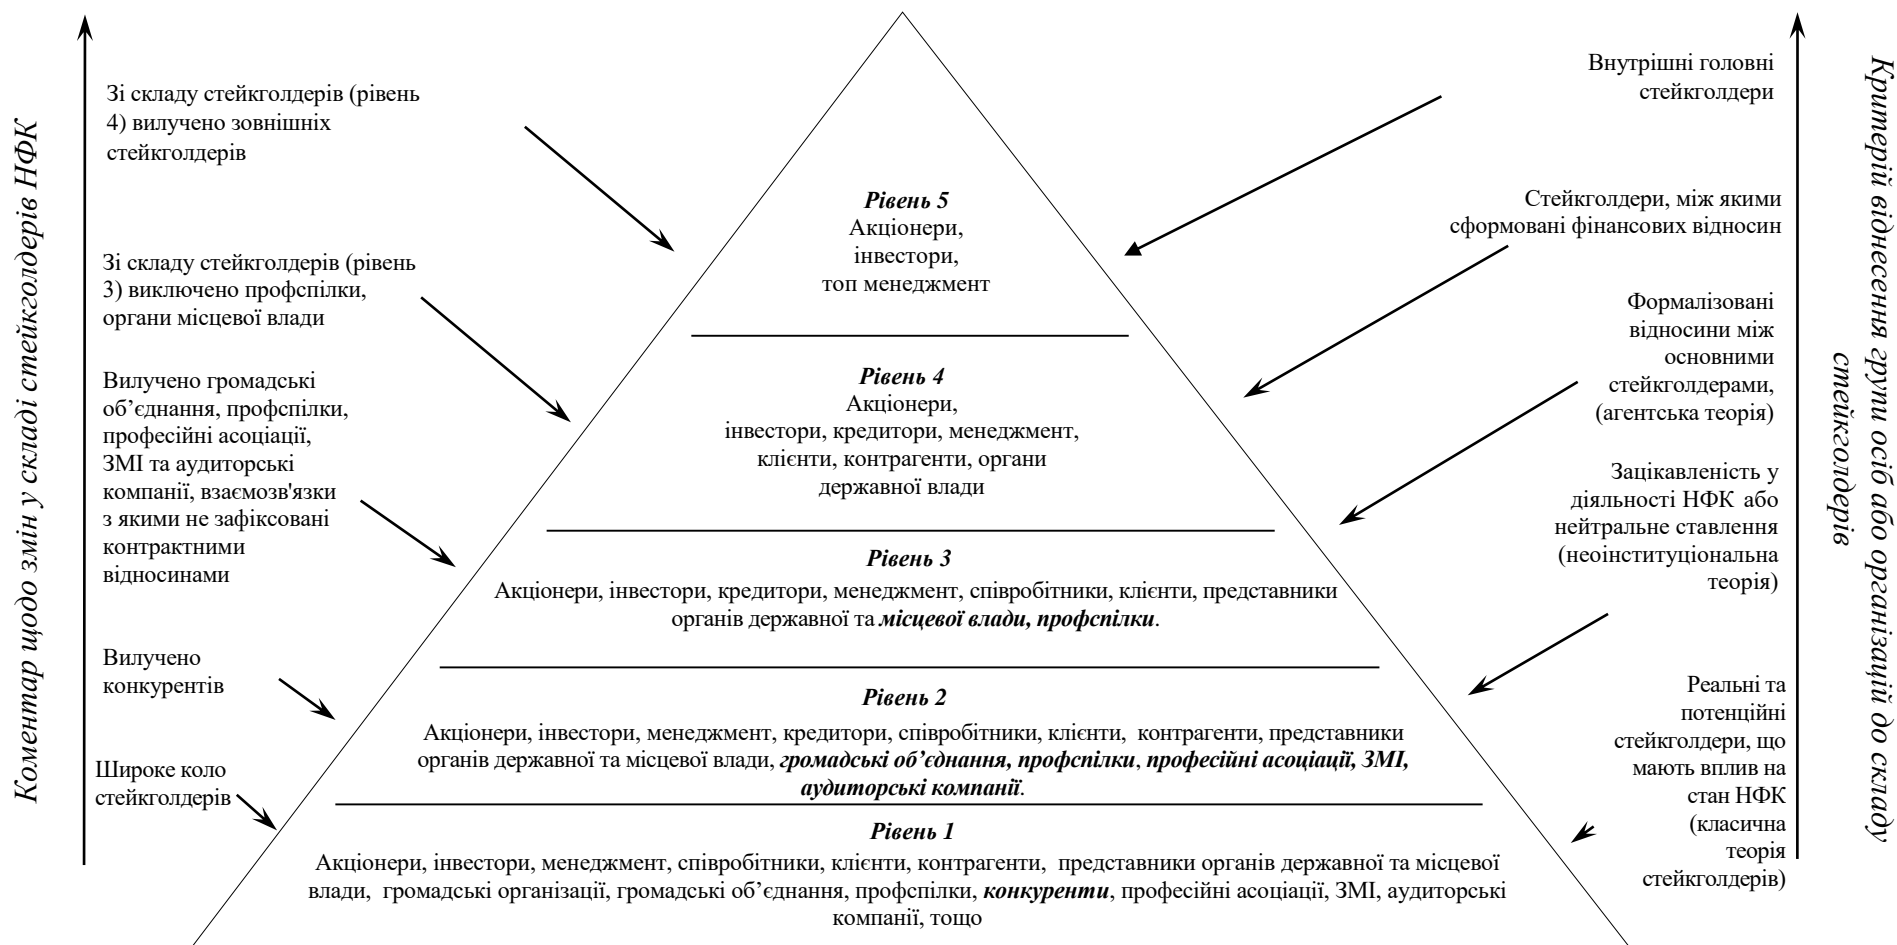 Коментар щодо змін у складі стейкголдерів НФК
Зі складу стейкголдерів (рівень
4) вилучено зовнішніх
стейкголдерів
Зі складу стейкголдерів (рівень
3) виключено профспілки,
органи місцевої влади
Вилучено громадські
об’єднання, профспілки,
професійні асоціації,
ЗМІ та аудиторські
компанії, взаємозв'язки
з якими не зафіксовані
контрактними
відносинами
Вилучено
конкурентів
Широке коло
стейкголдерів
Рівень 5
Акціонери,
інвестори,
топ менеджмент
Рівень 4
Акціонери,
інвестори, кредитори, менеджмент,
клієнти, контрагенти, органи
державної влади
Рівень 3
Акціонери, інвестори, кредитори, менеджмент, співробітники, клієнти, представники
органів державної та місцевої влади, профспілки.
Рівень 2
Акціонери, інвестори, менеджмент, кредитори, співробітники, клієнти, контрагенти, представники
органів державної та місцевої влади, громадські об’єднання, профспілки, професійні асоціації, ЗМІ,
аудиторські компанії.
Рівень 1
Акціонери, інвестори, менеджмент, співробітники, клієнти, контрагенти, представники органів державної та місцевої
влади, громадські організації, громадські об’єднання, профспілки, конкуренти, професійні асоціації, ЗМІ, аудиторські
компанії, тощо
Внутрішні головні
стейкголдери
Стейкголдери, між якими
сформовані фінансових відносин
Формалізовані
відносини між
основними
стейкголдерами,
(агентська теорія)
Зацікавленість у
діяльності НФК або
нейтральне ставлення
(неоінституціональна
теорія)
Реальні та
потенційні
стейкголдери, що
мають вплив на
стан НФК
(класична
теорія
стейкголдерів)
Критерій віднесення групи осіб або організацій до складу
стейкголдерів